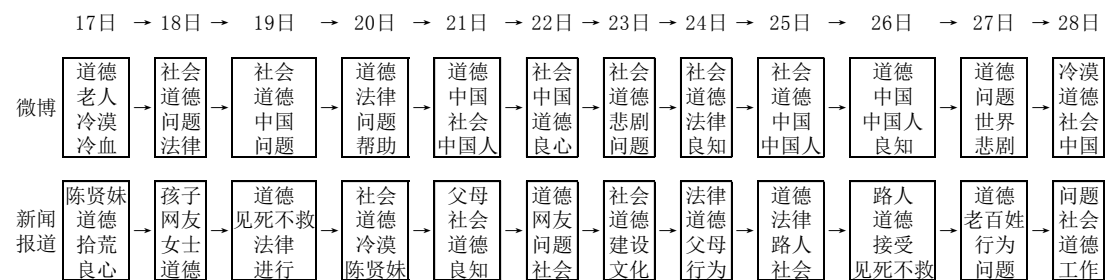 17日 → 18日 → 19日 → 20日 → 21日 → 22日 → 23日 → 24日 → 25日 → 26日 → 27日 → 28日
道德 社会 社会 道德 道德 社会 社会 社会 社会 道德 道德 冷漠
老人 道德 道德 法律 中国 中国 道德 道德 道德 中国 问题 道德
微博
冷漠 问题 中国 问题 社会 道德 悲剧 法律 中国 中国人 世界 社会
冷血 法律 问题 帮助 中国人 良心 问题 良知 中国人 良知 悲剧 中国
陈贤妹 孩子 道德 社会 父母 道德 社会 法律 道德 路人 道德 问题
道德 网友 见死不救 道德 社会 网友 道德 道德 法律 道德 老百姓 社会
新闻
报道
拾荒 女士 法律 冷漠 道德 问题 建设 父母 路人 接受 行为 道德
良心 道德 进行 陈贤妹 良知 社会 文化 行为 社会 见死不救 问题 工作